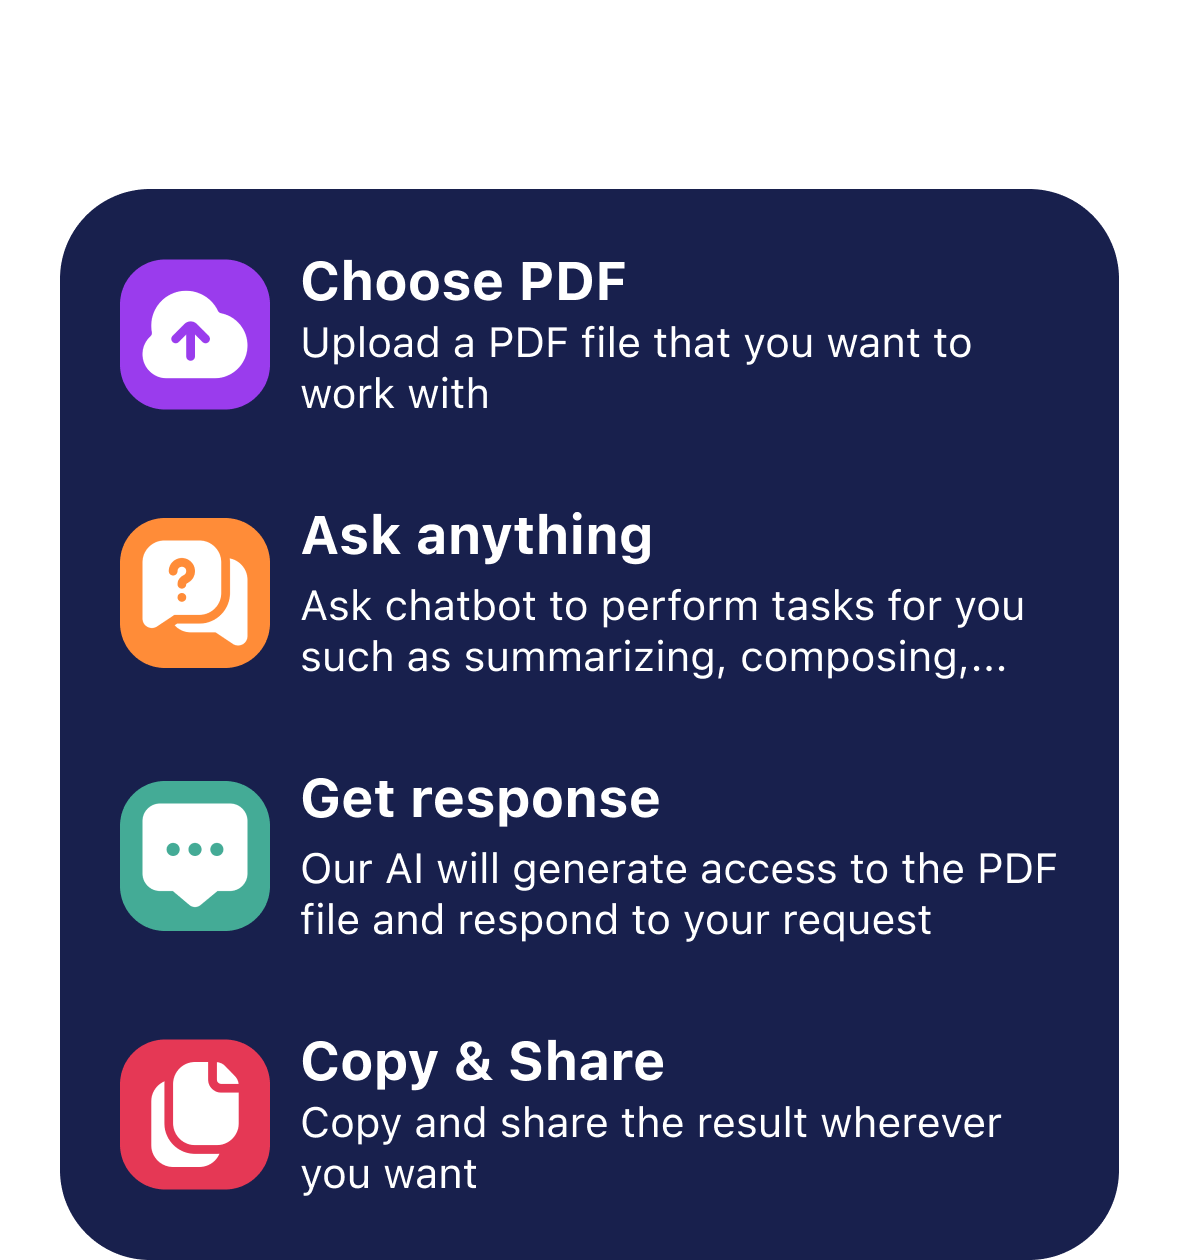 Choose PDF
Upload a PDF file that you want to
work with
Ask anything
Ask chatbot to perform tasks for you
such as summarizing, composing,...
Get response
Our AI will generate access to the PDF
file and respond to your request
Copy & Share
Copy and share the result wherever
you want